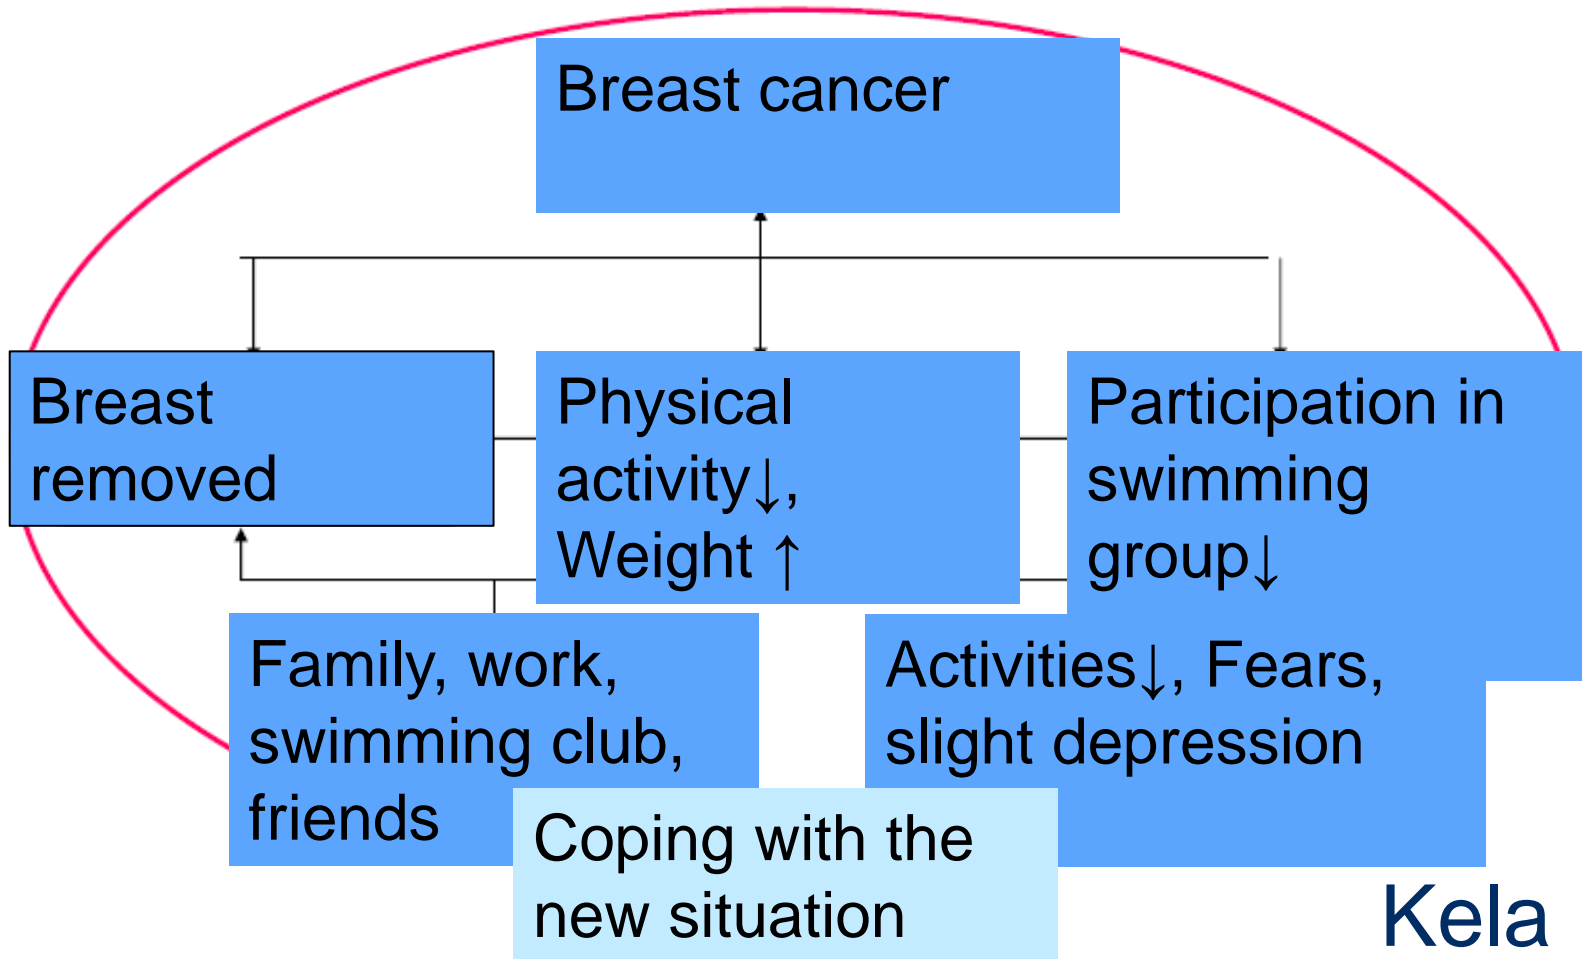 Breast cancer
Breast
removed
Physical
activity↓,
Weight ↑
Participation in
swimming
group↓
Family, work,
swimming club,
friends
Activities↓, Fears,
slight depression
Coping with the
new situation
Kela